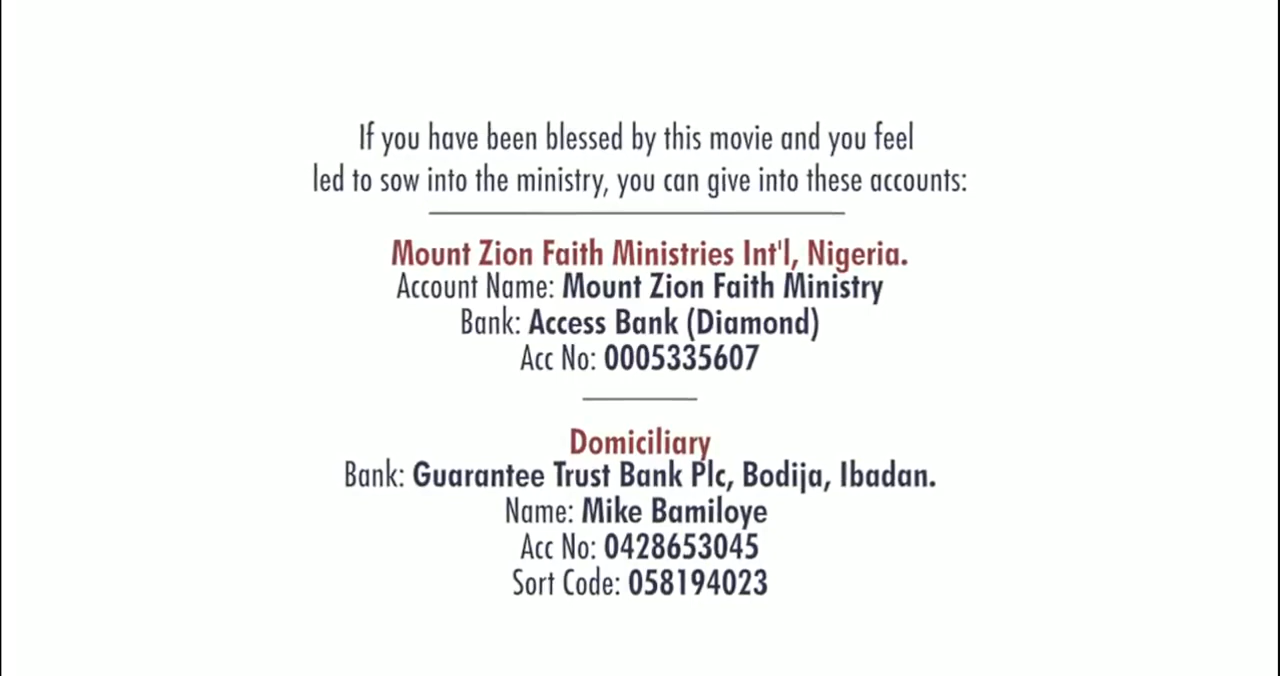 If you have been blessed by this movie and you feel
led to sow into the ministry, you can give into these accounts:
Mount Zion Faith Ministries Int'l, Nigeria.
Account Name: Mount Zion Faith Ministry
Bank: Access Bank (Diamond)
Acc No: 0005335607
Domiciliary
Bank: Guarantee Trust Bank Plc, Bodija, Ibadan.
Name: Mike Bamiloye
Acc No: 0428653045
Sort Code: 058194023